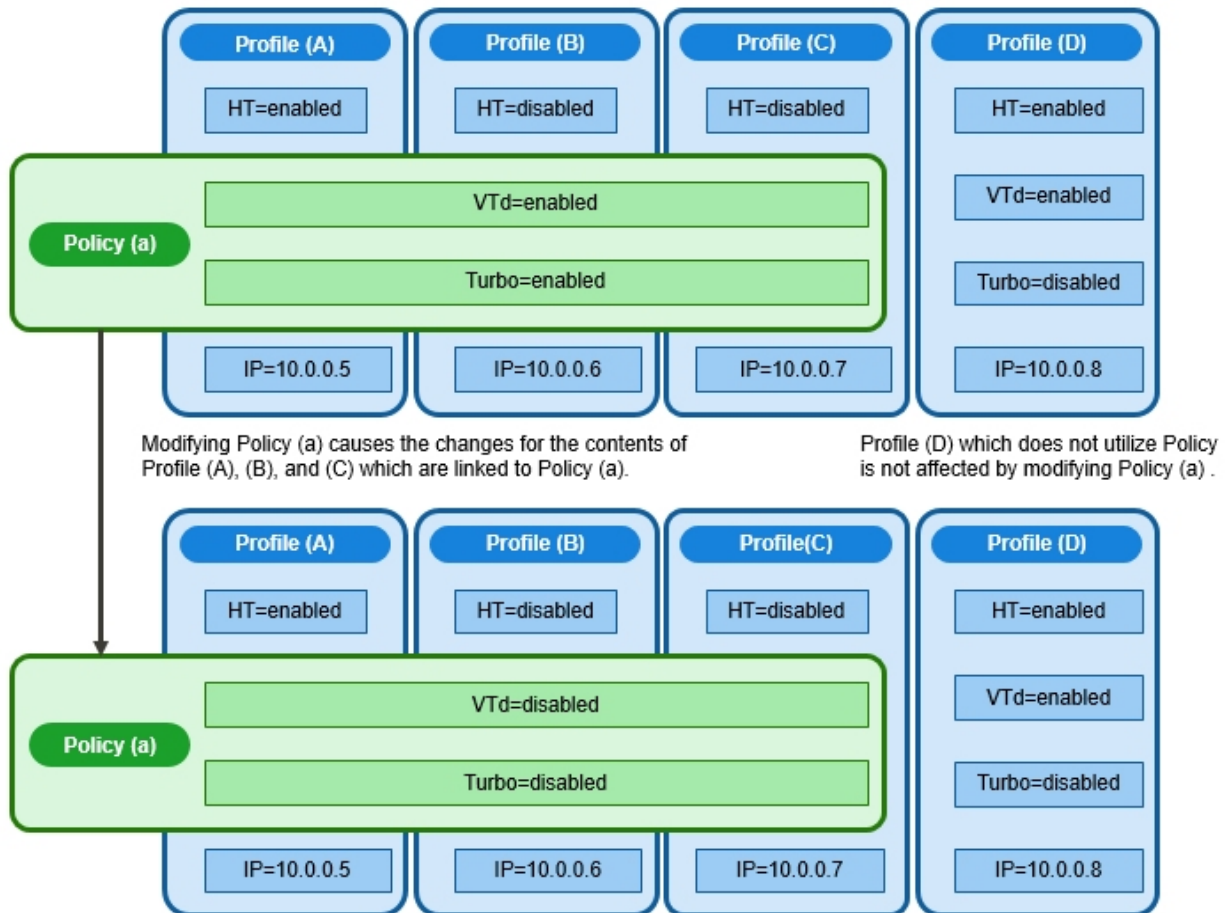 Profile (A)
Profile (B)
Profile (C)
Profile (D)
HT=enabled
HT=disabled
HT=disabled
HT=enabled
Policy (a)
VTd=enabled
VTd=enabled
Turbo=enabled
Turbo=disabled
IP=10.0.0.5
IP=10.0.0.6
IP=10.0.0.7
IP=10.0.0.8
Modifying Policy (a) causes the changes for the contents of
Profile (A), (B), and (C) which are linked to Policy (a).
Profile (D) which does not utilize Policy
is not affected by modifying Policy (a) .
Profile (A)
Profile (B)
Profile(C)
Profile (D)
HT=enabled
HT=disabled
HT=disabled
HT=enabled
Policy (a)
VTd=disabled
VTd=enabled
Turbo=disabled
Turbo=disabled
IP=10.0.0.5
IP=10.0.0.6
IP=10.0.0.7
IP=10.0.0.8